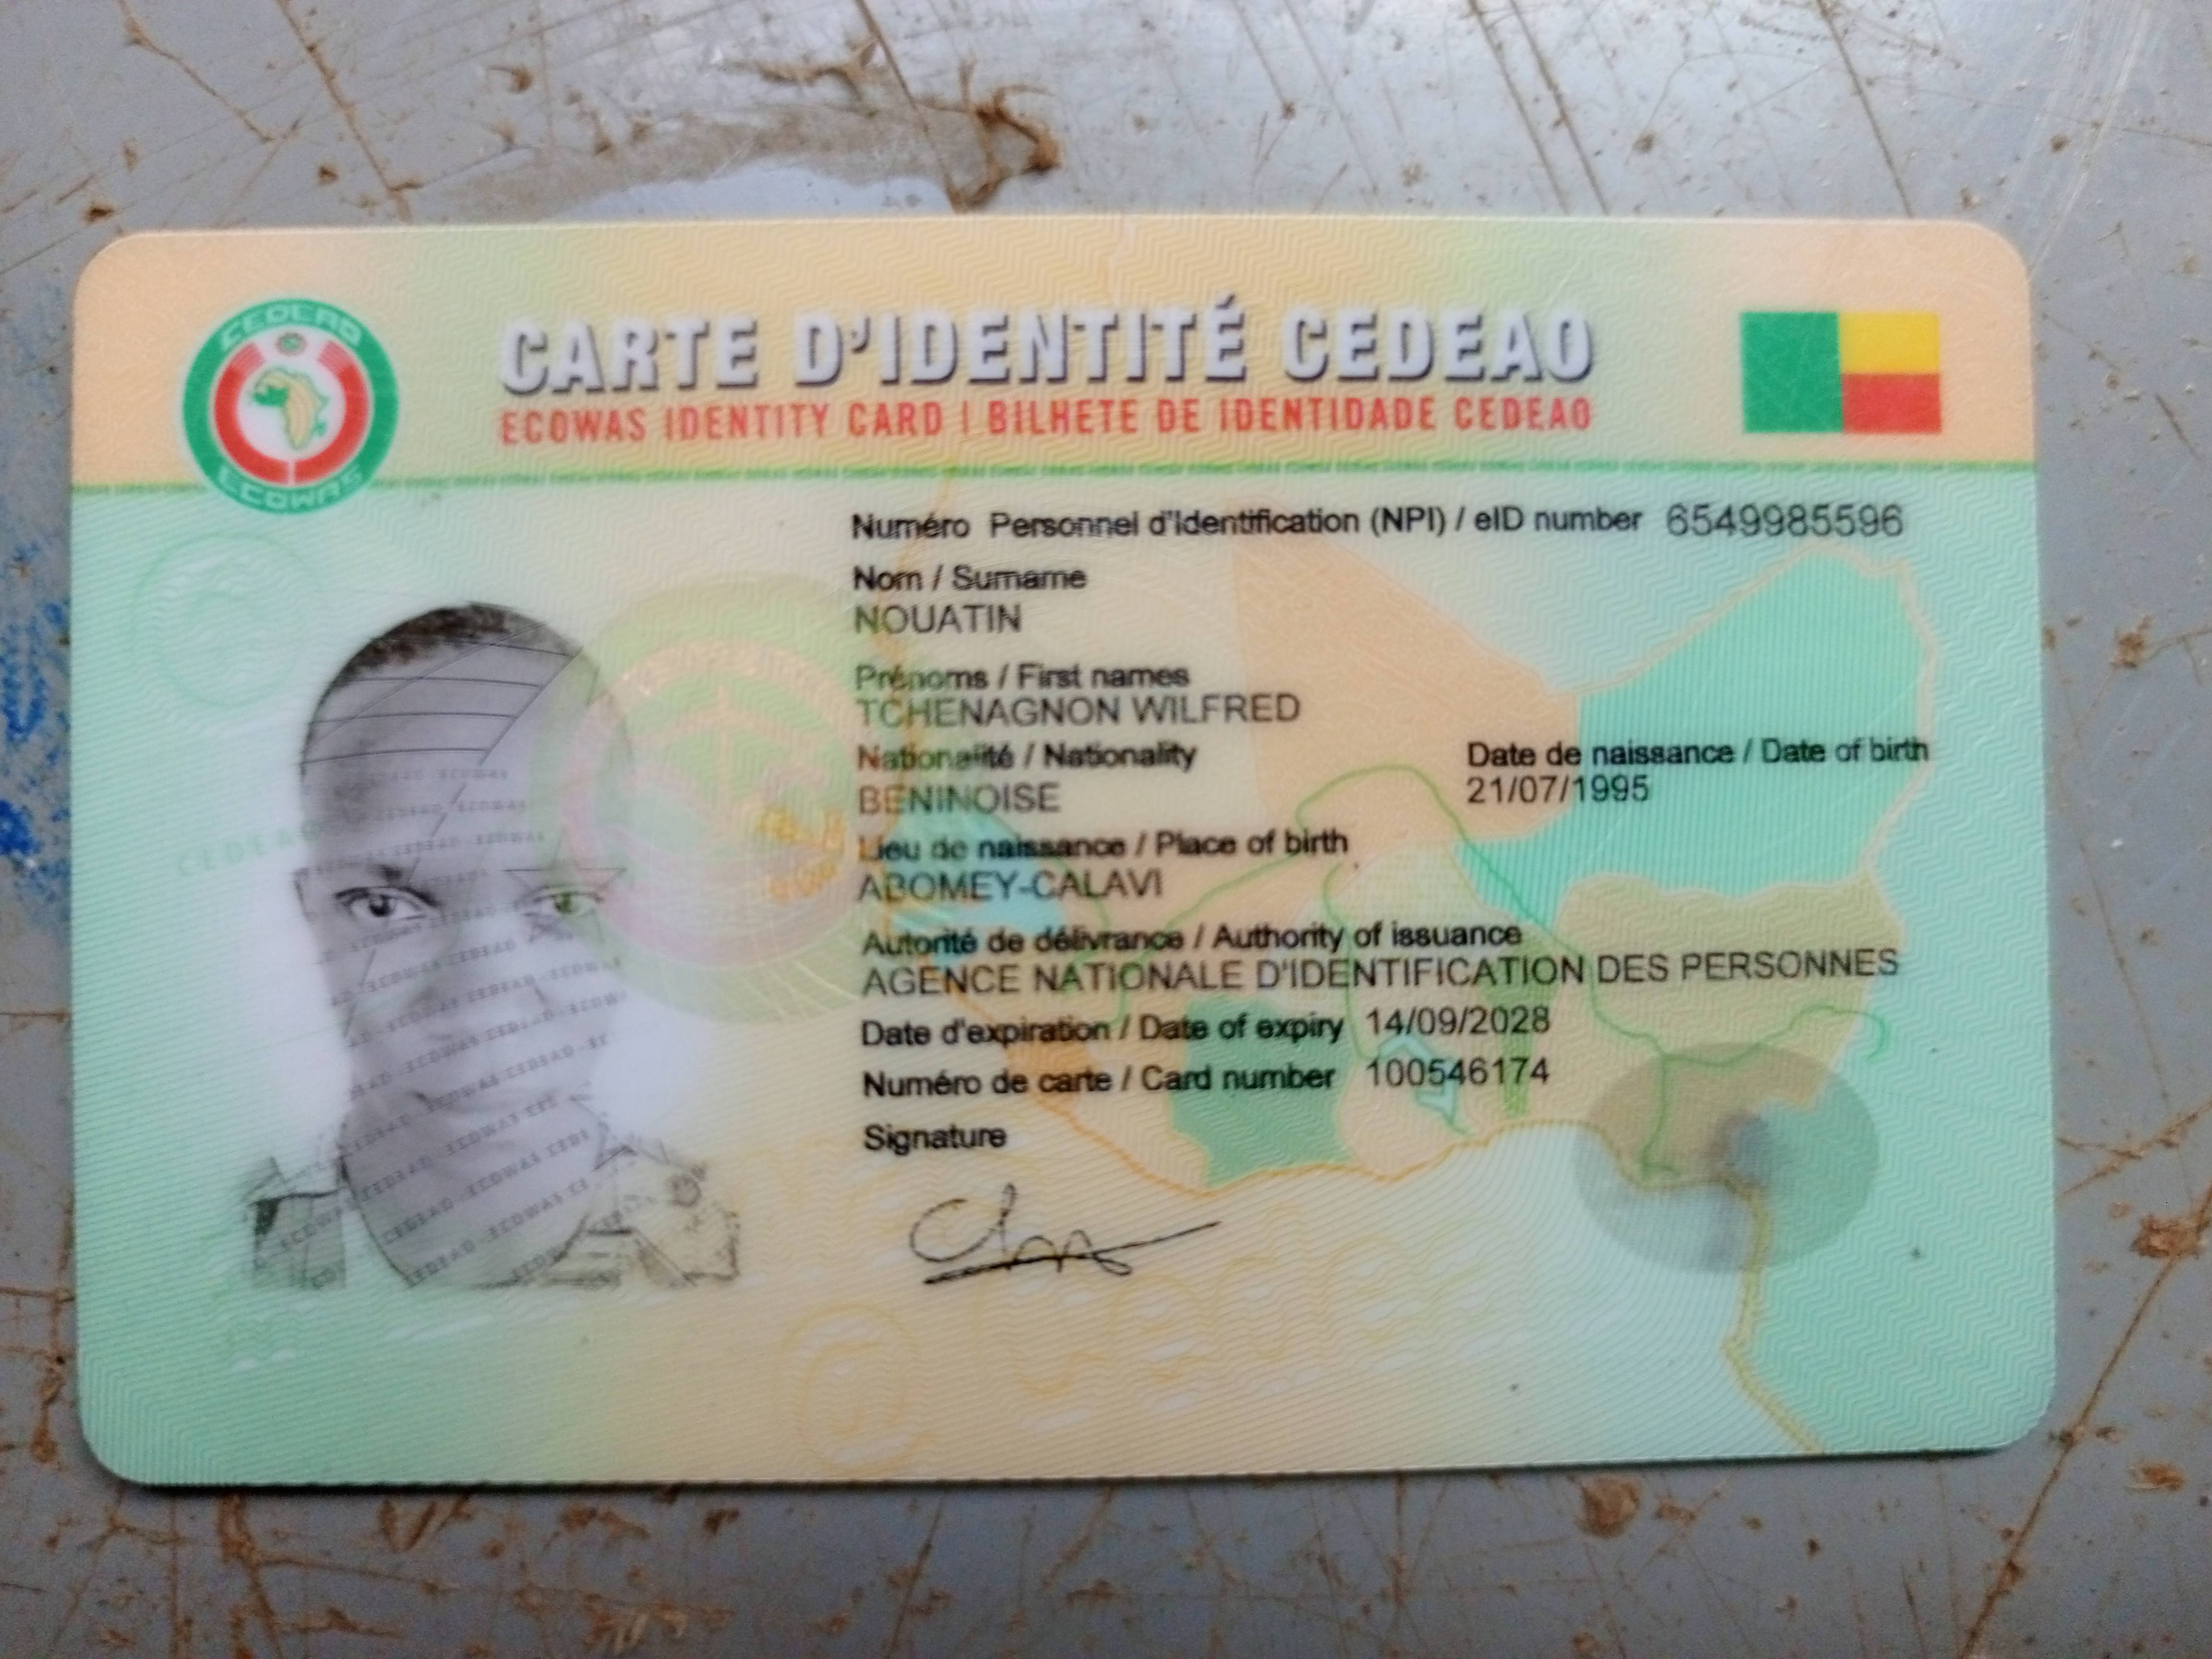 CEDEAO
ECOWAS
CARTE D'IDENTITÉ CEDEAO
ECOWAS IDENTITY CARD | BILHETE DE IDENTIDADE CEDEAO
Numéro Personnel d'Identification (NPI) / eID number 6549985596
Nom / Surname
NOUATIN
Prénoms / First names
TCHENAGNON WILFRED
Nationalité / Nationality
BENINOISE
Date de naissance / Date of birth
21/07/1995
Lieu de naissance / Place of birth
ABOMEY-CALAVI
Autorité de délivrance / Authority of issuance
AGENCE NATIONALE D'IDENTIFICATION DES PERSONNES
Date d'expiration / Date of expiry 14/09/2028
Numéro de carte / Card number 100546174
Signature